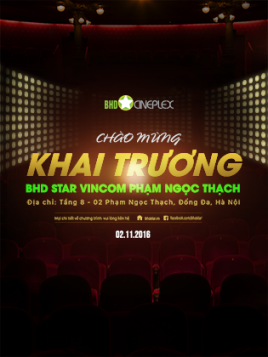 BHD CINEPLEX
CHÀO MỪNG
KHAI TRƯƠNG
BHD STAR VINCOM PHẠM NGỌC THẠCH
Địa chỉ: Tầng 8 - 02 Phạm Ngọc Thạch, Đống Đa, Hà Nội
02.11.2016